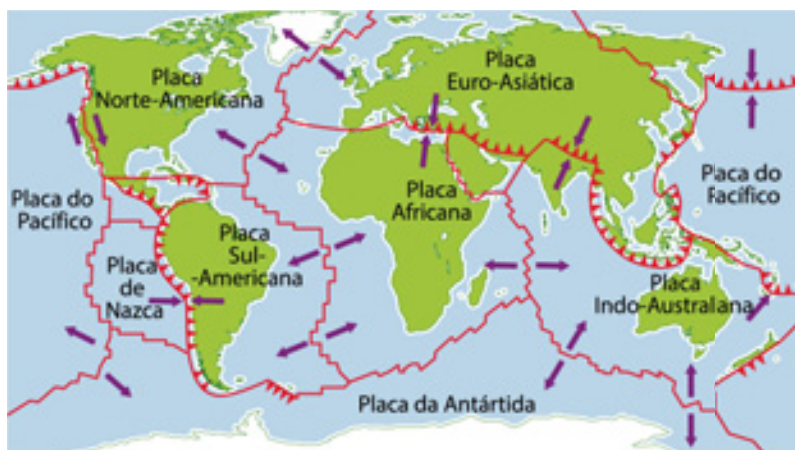 Placa
Norte-Americana
Placa
Euro-Asiática
Placa do
Pacífico
Placa
Africana
Placa do
Pacífico
Placa
Sul-
-Americana
Placa
de
Nazca
Placa
Indo-Australana
Placa da Antártida